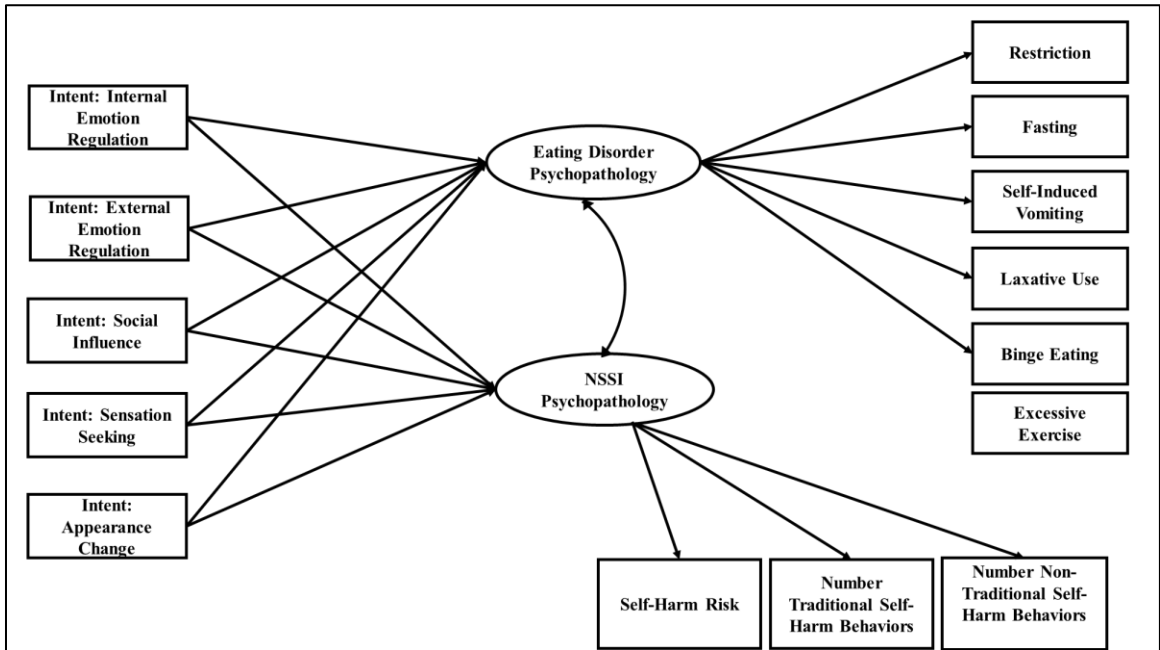 Intent: Internal
Emotion
Regulation
Intent: External
Emotion
Regulation
Intent: Social
Influence
Intent: Sensation
Seeking
Intent:
Appearance
Change
Eating Disorder
Psychopathology
NSSI
Psychopathology
Restriction
Fasting
Self-Induced
Vomiting
Laxative Use
Binge Eating
Excessive
Exercise
Self-Harm Risk
Number
Traditional Self-
Harm Behaviors
Number Non-
Traditional Self-
Harm Behaviors